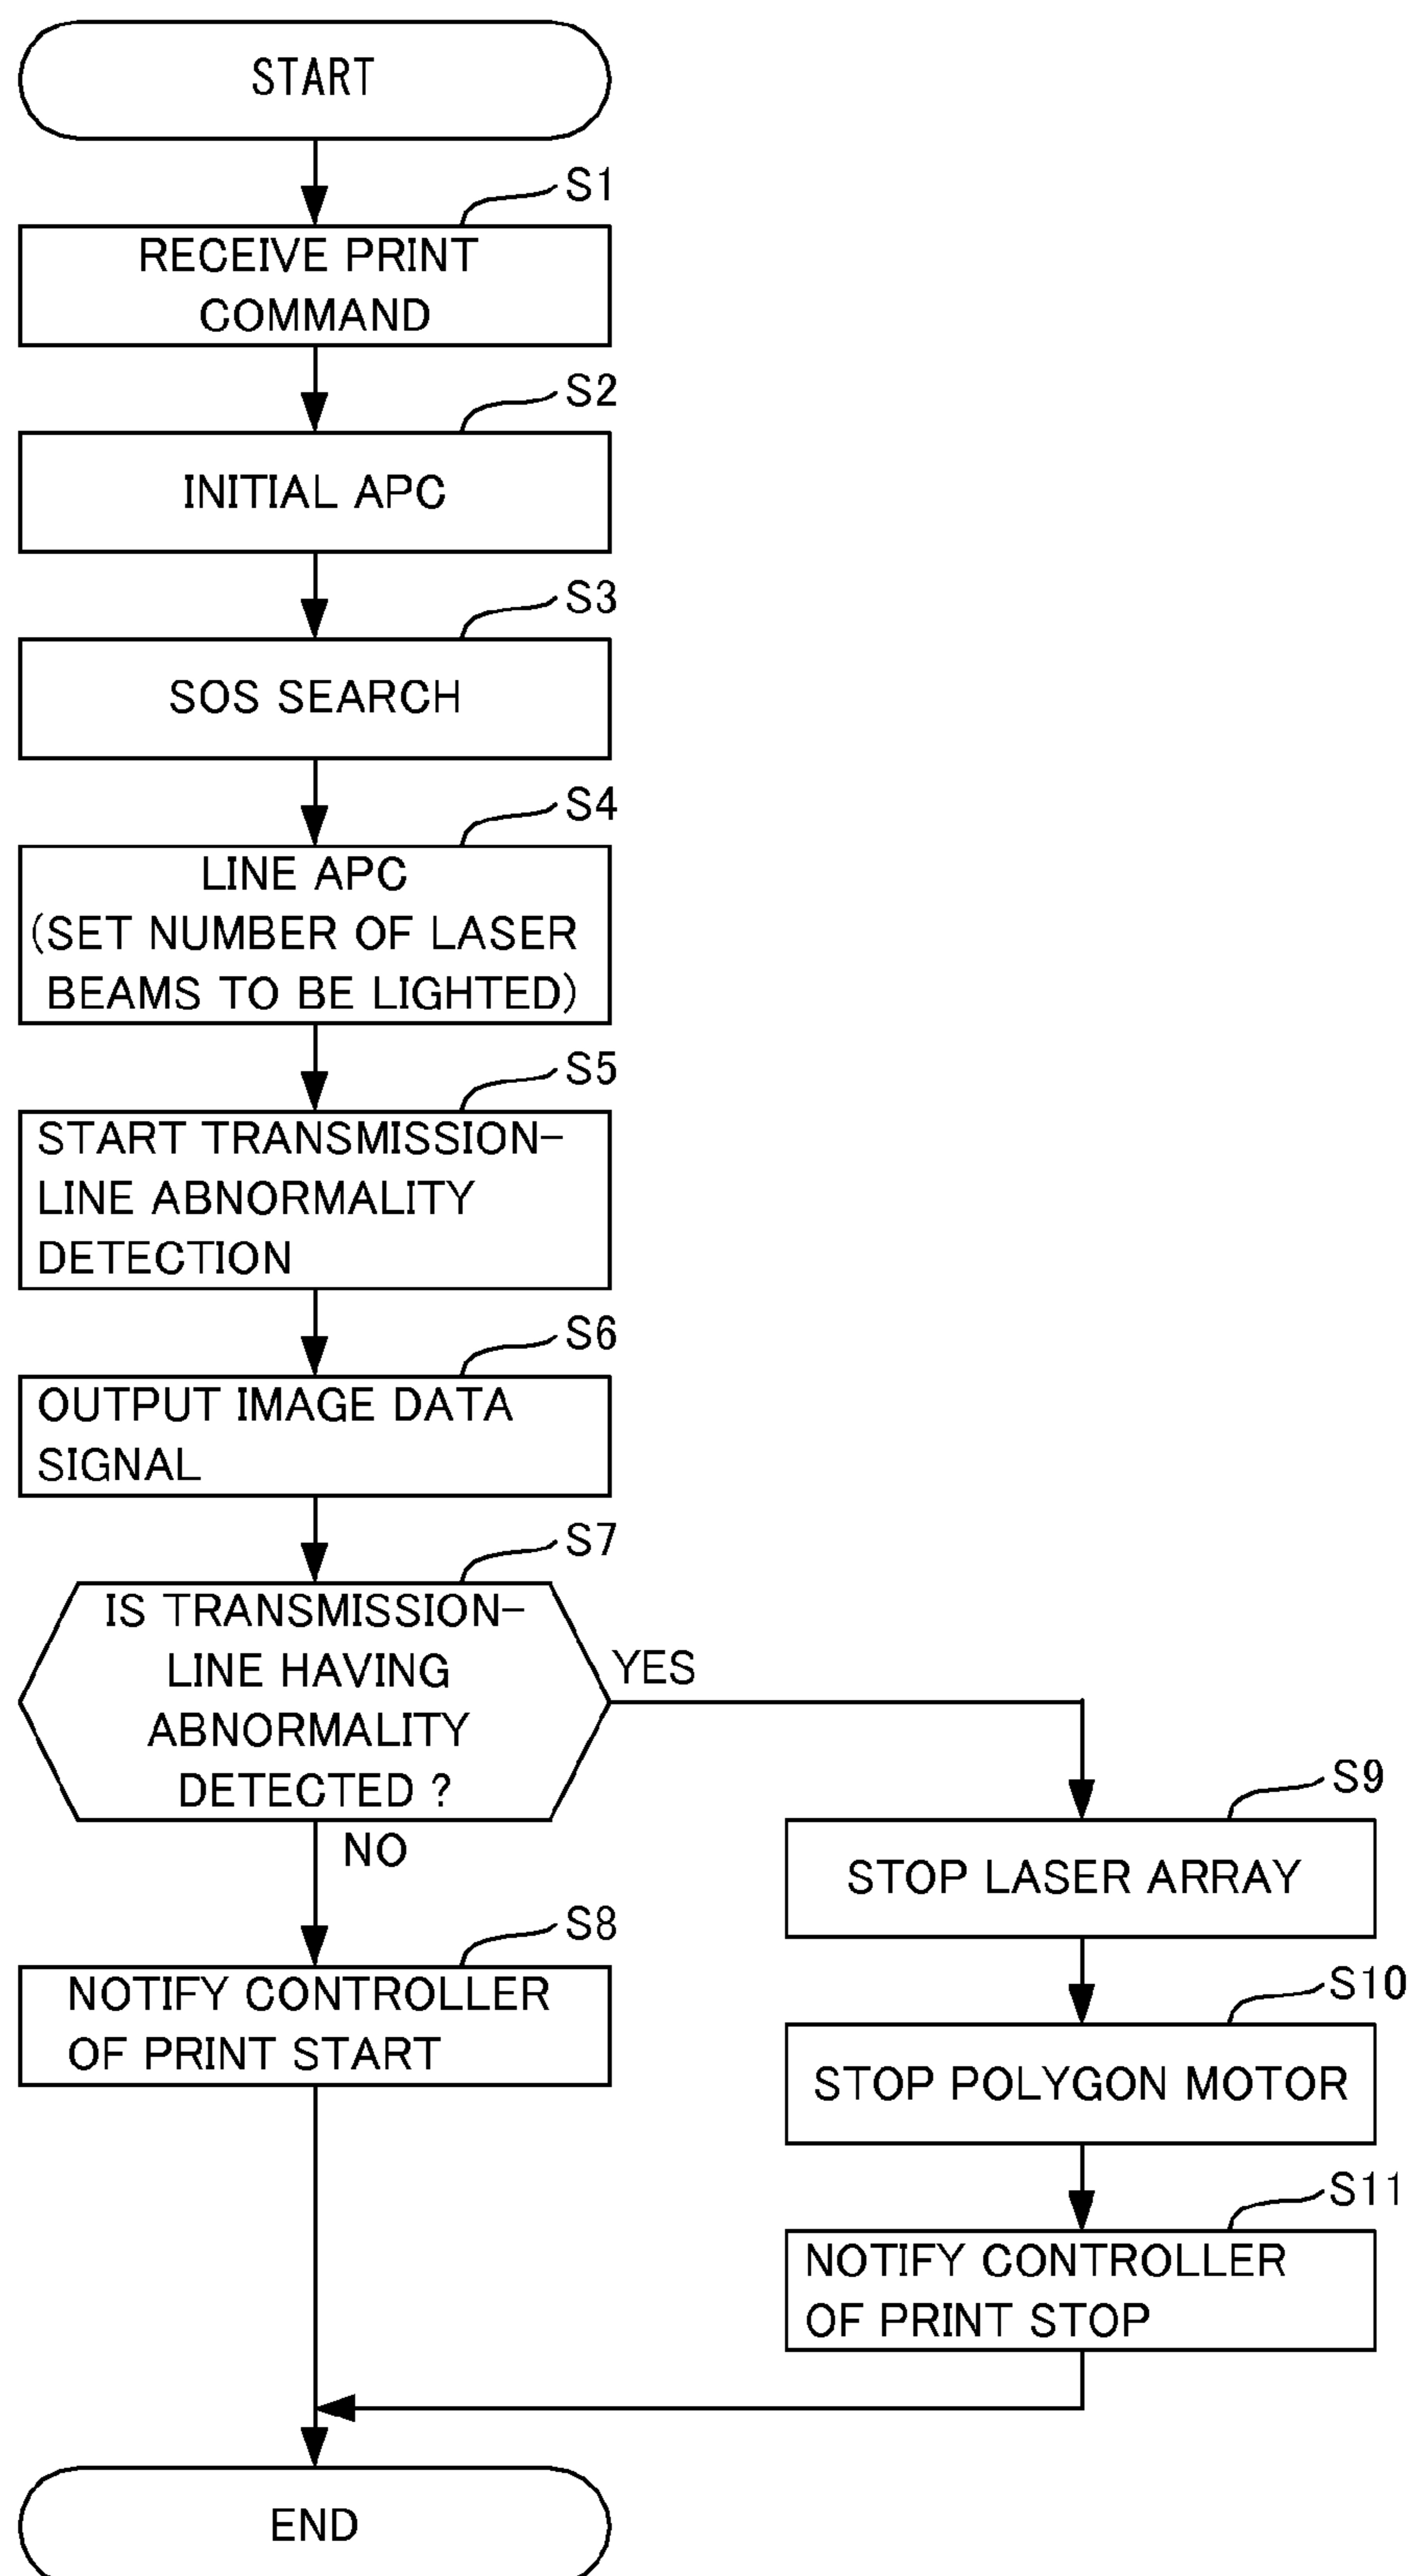 START
S1
RECEIVE PRINT
COMMAND
S2
INITIAL APC
S3
SOS SEARCH
S4
LINE APC
(SET NUMBER OF LASER
BEAMS TO BE LIGHTED)
S5
START TRANSMISSION-
LINE ABNORMALITY
DETECTION
S6
OUTPUT IMAGE DATA
SIGNAL
S7
IS TRANSMISSION-
LINE HAVING
ABNORMALITY
DETECTED ?
YES
NO
S8
NOTIFY CONTROLLER
OF PRINT START
S9
STOP LASER ARRAY
S10
STOP POLYGON MOTOR
S11
NOTIFY CONTROLLER
OF PRINT STOP
END